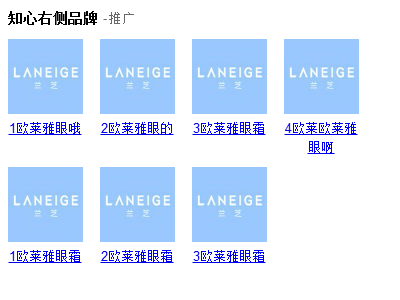 知心右侧品牌 -推广
LANEIGE LANEIGE LANEIGE LANEIGE
兰 芝 兰 芝 兰 芝 兰 芝
1欧莱雅眼哦 2欧莱雅眼的 3欧莱雅眼霜 4欧莱欧莱雅
眼啊
LANEIGE LANEIGE LANEIGE
兰 芝 兰 芝 兰 芝
1欧莱雅眼霜 2欧莱雅眼霜 3欧莱雅眼霜